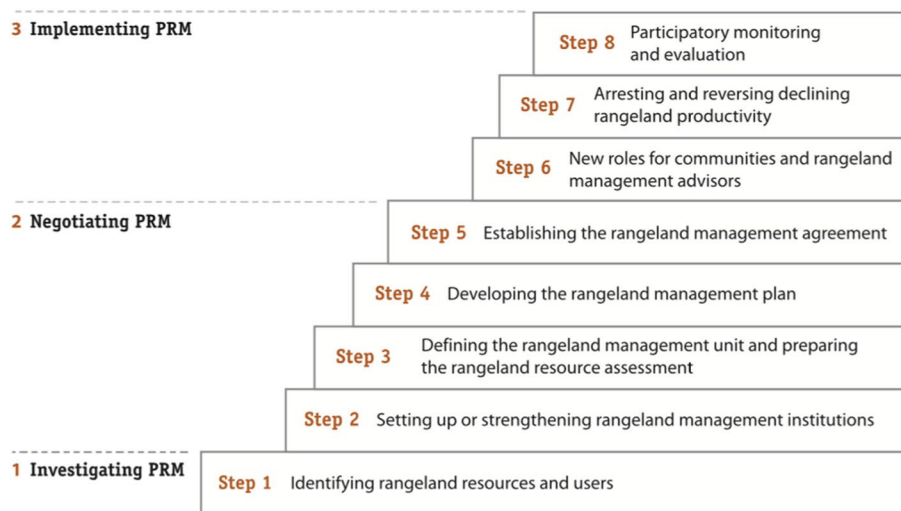 3 Implementing PRM
Step 8 Participatory monitoring
and evaluation
Step 7 Arresting and reversing declining
rangeland productivity
Step 6 New roles for communities and rangeland
management advisors
2 Negotiating PRM
Step 5 Establishing the rangeland management agreement
Step 4 Developing the rangeland management plan
Step 3 Defining the rangeland management unit and preparing
the rangeland resource assessment
Step 2 Setting up or strengthening rangeland management institutions
1 Investigating PRM
Step 1 Identifying rangeland resources and users